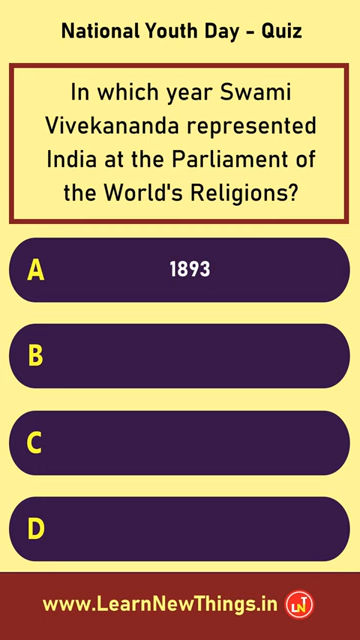 National Youth Day - Quiz
In which year Swami
Vivekananda represented
India at the Parliament of
the World's Religions?
A 1893
B
C
D
www.LearnNewThings.in LNT